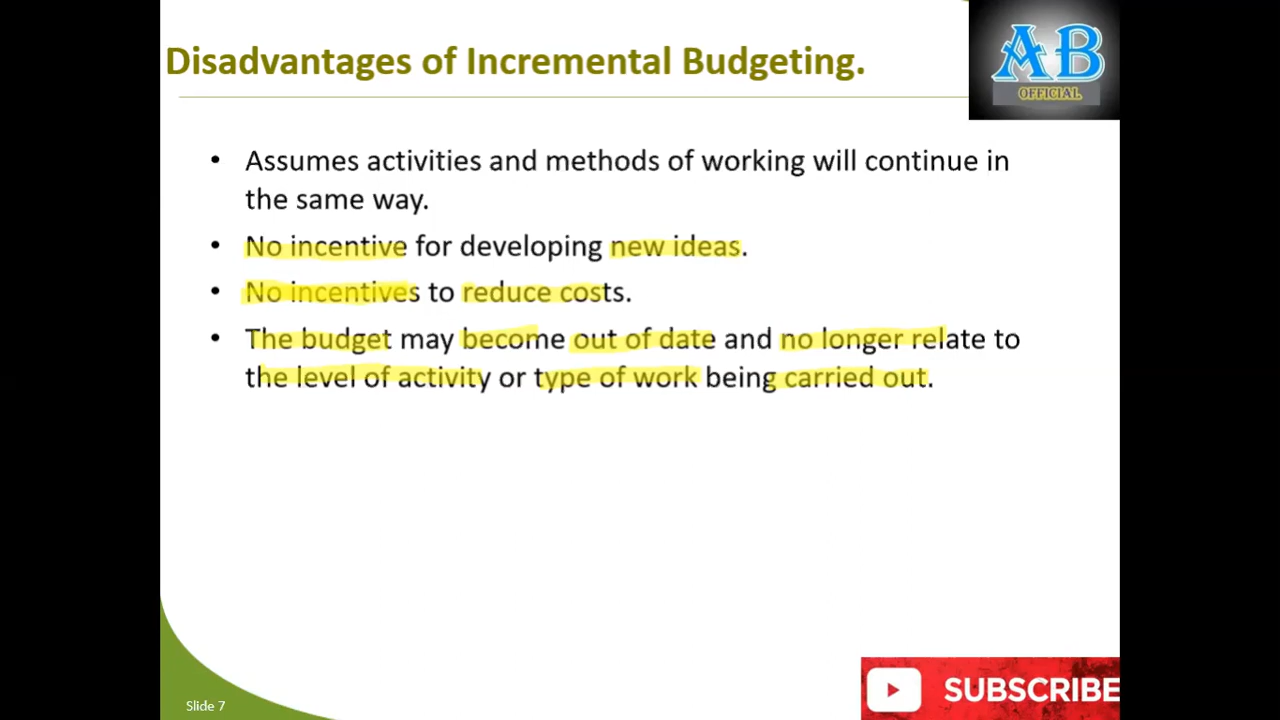 Disadvantages of Incremental Budgeting.
AB
OFFICIAL
• Assumes activities and methods of working will continue in
the same way.
• No incentive for developing new ideas.
• No incentives to reduce costs.
• The budget may become out of date and no longer relate to
the level of activity or type of work being carried out.
Slide 7
SUBSCRIBE